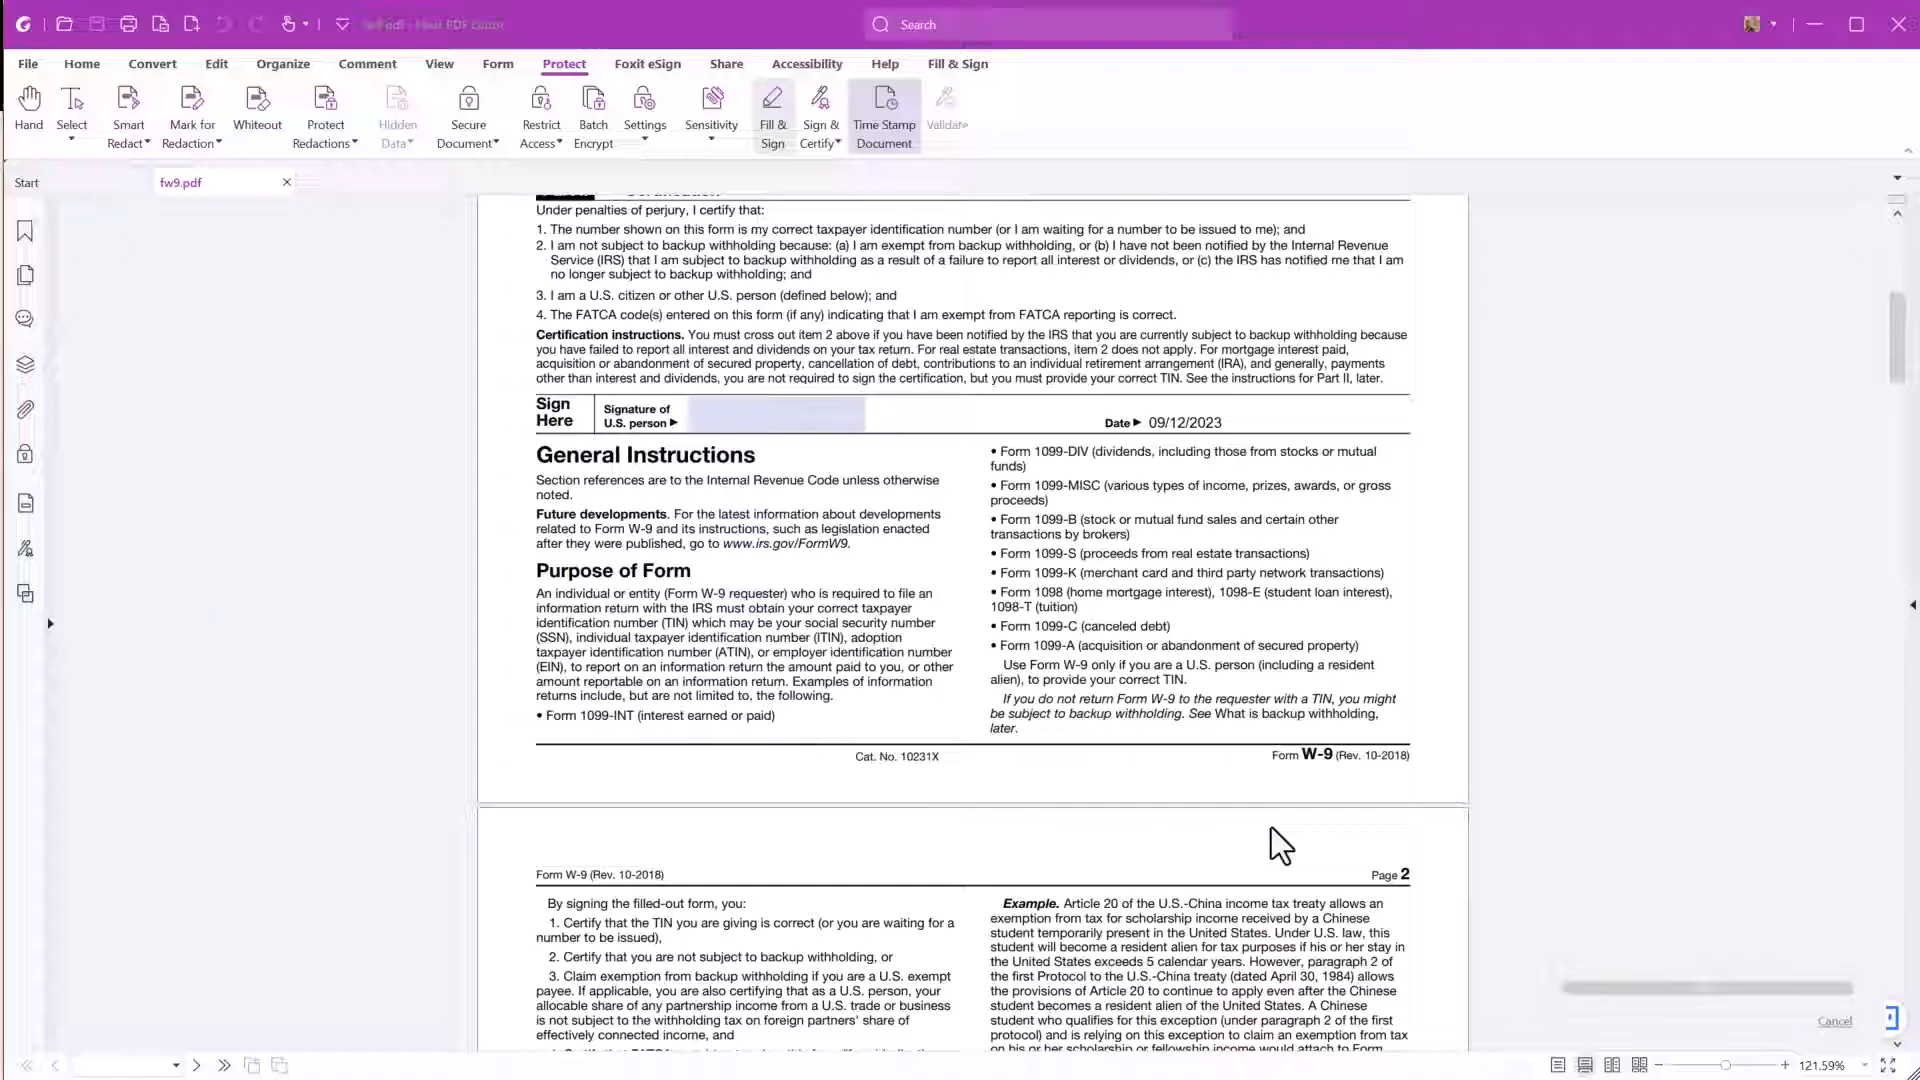 Search
File Home Convert Edit Organize Comment View Form Protect Foxit eSign Share Accessibility Help Fill & Sign
Hand Select Smart Redact Mark for Redaction Whiteout Protect Redactions Hidden Data Secure Document Restrict Access Batch Encrypt Settings Sensitivity Fill & Sign Sign & Certify Time Stamp Document Validate
Start fw9.pdf
Under penalties of perjury, I certify that:
1. The number shown on this form is my correct taxpayer identification number (or I am waiting for a number to be issued to me); and
2. I am not subject to backup withholding because: (a) I am exempt from backup withholding, or (b) I have not been notified by the Internal Revenue
Service (IRS) that I am subject to backup withholding as a result of a failure to report all interest or dividends, or (c) the IRS has notified me that I am
no longer subject to backup withholding; and
3. I am a U.S. citizen or other U.S. person (defined below); and
4. The FATCA code(s) entered on this form (if any) indicating that I am exempt from FATCA reporting is correct.
Certification instructions. You must cross out item 2 above if you have been notified by the IRS that you are currently subject to backup withholding because
you have failed to report all interest and dividends on your tax return. For real estate transactions, item 2 does not apply. For mortgage interest paid,
acquisition or abandonment of secured property, cancellation of debt, contributions to an individual retirement arrangement (IRA), and generally, payments
other than interest and dividends, you are not required to sign the certification, but you must provide your correct TIN. See the instructions for Part II, later.
Sign
Here
Signature of
U.S. person ▶
Date ▶ 09/12/2023
General Instructions
Section references are to the Internal Revenue Code unless otherwise
noted.
Future developments. For the latest information about developments
related to Form W-9 and its instructions, such as legislation enacted
after they were published, go to www.irs.gov/FormW9.
Purpose of Form
An individual or entity (Form W-9 requester) who is required to file an
information return with the IRS must obtain your correct taxpayer
identification number (TIN) which may be your social security number
(SSN), individual taxpayer identification number (ITIN), adoption
taxpayer identification number (ATIN), or employer identification number
(EIN), to report on an information return the amount paid to you, or other
amount reportable on an information return. Examples of information
returns include, but are not limited to, the following.
• Form 1099-INT (interest earned or paid)
• Form 1099-DIV (dividends, including those from stocks or mutual
funds)
• Form 1099-MISC (various types of income, prizes, awards, or gross
proceeds)
• Form 1099-B (stock or mutual fund sales and certain other
transactions by brokers)
• Form 1099-S (proceeds from real estate transactions)
• Form 1099-K (merchant card and third party network transactions)
• Form 1098 (home mortgage interest), 1098-E (student loan interest),
1098-T (tuition)
• Form 1099-C (canceled debt)
• Form 1099-A (acquisition or abandonment of secured property)
Use Form W-9 only if you are a U.S. person (including a resident
alien), to provide your correct TIN.
If you do not return Form W-9 to the requester with a TIN, you might
be subject to backup withholding. See What is backup withholding,
later.
Cat. No. 10231X
Form W-9 (Rev. 10-2018)
Form W-9 (Rev. 10-2018)
Page 2
By signing the filled-out form, you:
1. Certify that the TIN you are giving is correct (or you are waiting for a
number to be issued),
2. Certify that you are not subject to backup withholding, or
3. Claim exemption from backup withholding if you are a U.S. exempt
payee. If applicable, you are also certifying that as a U.S. person, your
allocable share of any partnership income from a U.S. trade or business
is not subject to the withholding tax on foreign partners' share of
effectively connected income, and
Example. Article 20 of the U.S.-China income tax treaty allows an
exemption from tax for scholarship income received by a Chinese
student temporarily present in the United States. Under U.S. law, this
student will become a resident alien for tax purposes if his or her stay in
the United States exceeds 5 calendar years. However, paragraph 2 of
the first Protocol to the U.S.-China treaty (dated April 30, 1984) allows
the provisions of Article 20 to continue to apply even after the Chinese
student becomes a resident alien of the United States. A Chinese
student who qualifies for this exception (under paragraph 2 of the first
protocol) and is relying on this exception to claim an exemption from tax
on his or her scholarship or fellowship income would attach to Form
Cancel
121.59%